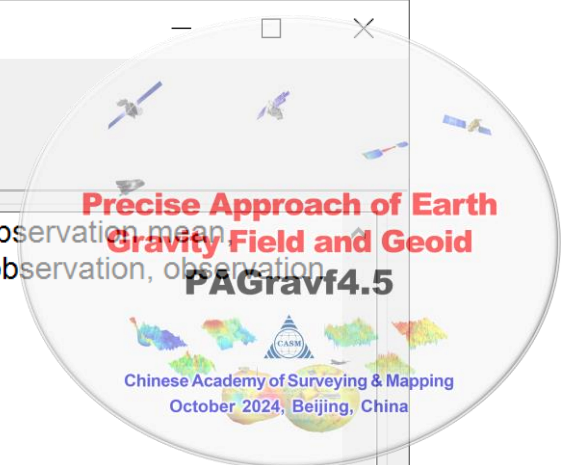 Precise Approach of Earth
bservation mean,
Gravity Field and Geoid
observation, observation
PAGravf4.5
CASM
Chinese Academy of Surveying & Mapping
October 2024, Beijing, China